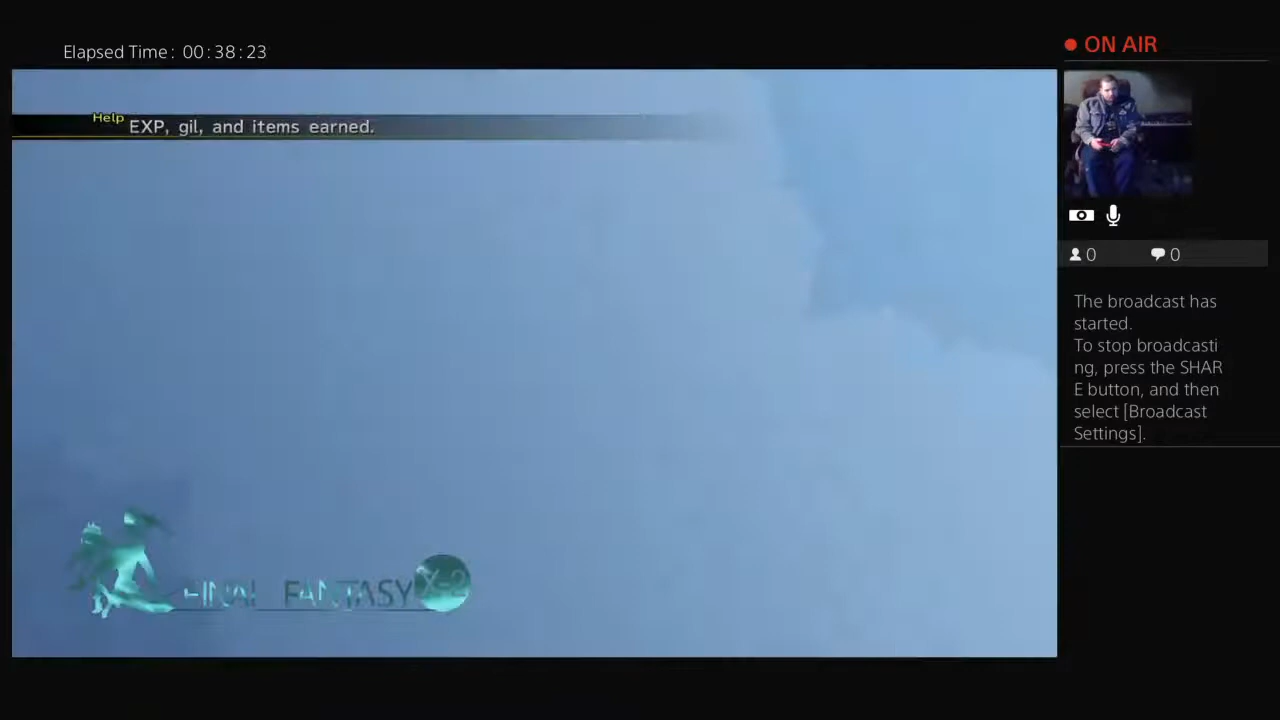 Elapsed Time: 00:38:23
ON AIR
Help
EXP, gil, and items earned.
0
0
The broadcast has
started.
To stop broadcasti
ng, press the SHAR
E button, and then
select [Broadcast
Settings].
FINAL FANTASY X-2